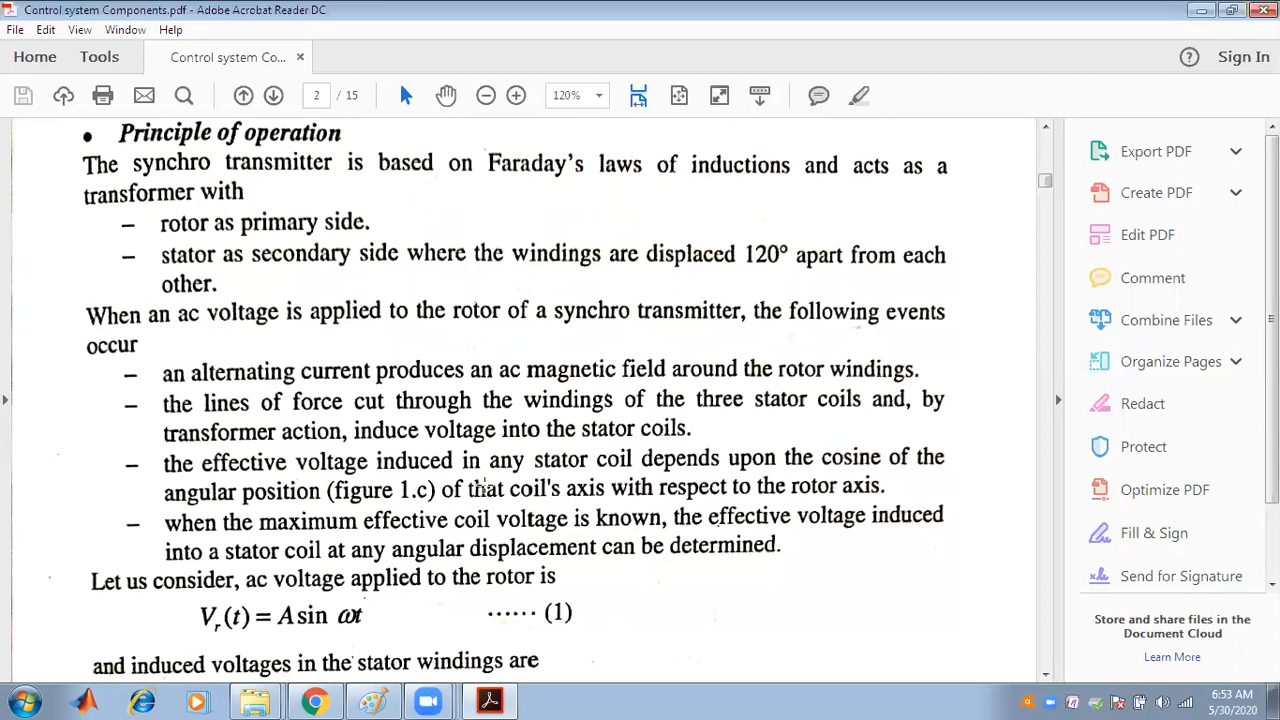 Control system Components.pdf - Adobe Acrobat Reader DC
File Edit View Window Help
Home Tools Control system Co... × Sign In
2 / 15 120%
• Principle of operation
The synchro transmitter is based on Faraday's laws of inductions and acts as a
transformer with
– rotor as primary side.
– stator as secondary side where the windings are displaced 120° apart from each
other.
When an ac voltage is applied to the rotor of a synchro transmitter, the following events
occur
– an alternating current produces an ac magnetic field around the rotor windings.
– the lines of force cut through the windings of the three stator coils and, by
transformer action, induce voltage into the stator coils.
– the effective voltage induced in any stator coil depends upon the cosine of the
angular position (figure 1.c) of that coil's axis with respect to the rotor axis.
– when the maximum effective coil voltage is known, the effective voltage induced
into a stator coil at any angular displacement can be determined.
Let us consider, ac voltage applied to the rotor is
Vr(t) = A sin ωt ...... (1)
and induced voltages in the stator windings are
Export PDF
Create PDF
Edit PDF
Comment
Combine Files
Organize Pages
Redact
Protect
Optimize PDF
Fill & Sign
Send for Signature
Store and share files in the
Document Cloud
Learn More
6:53 AM
5/30/2020